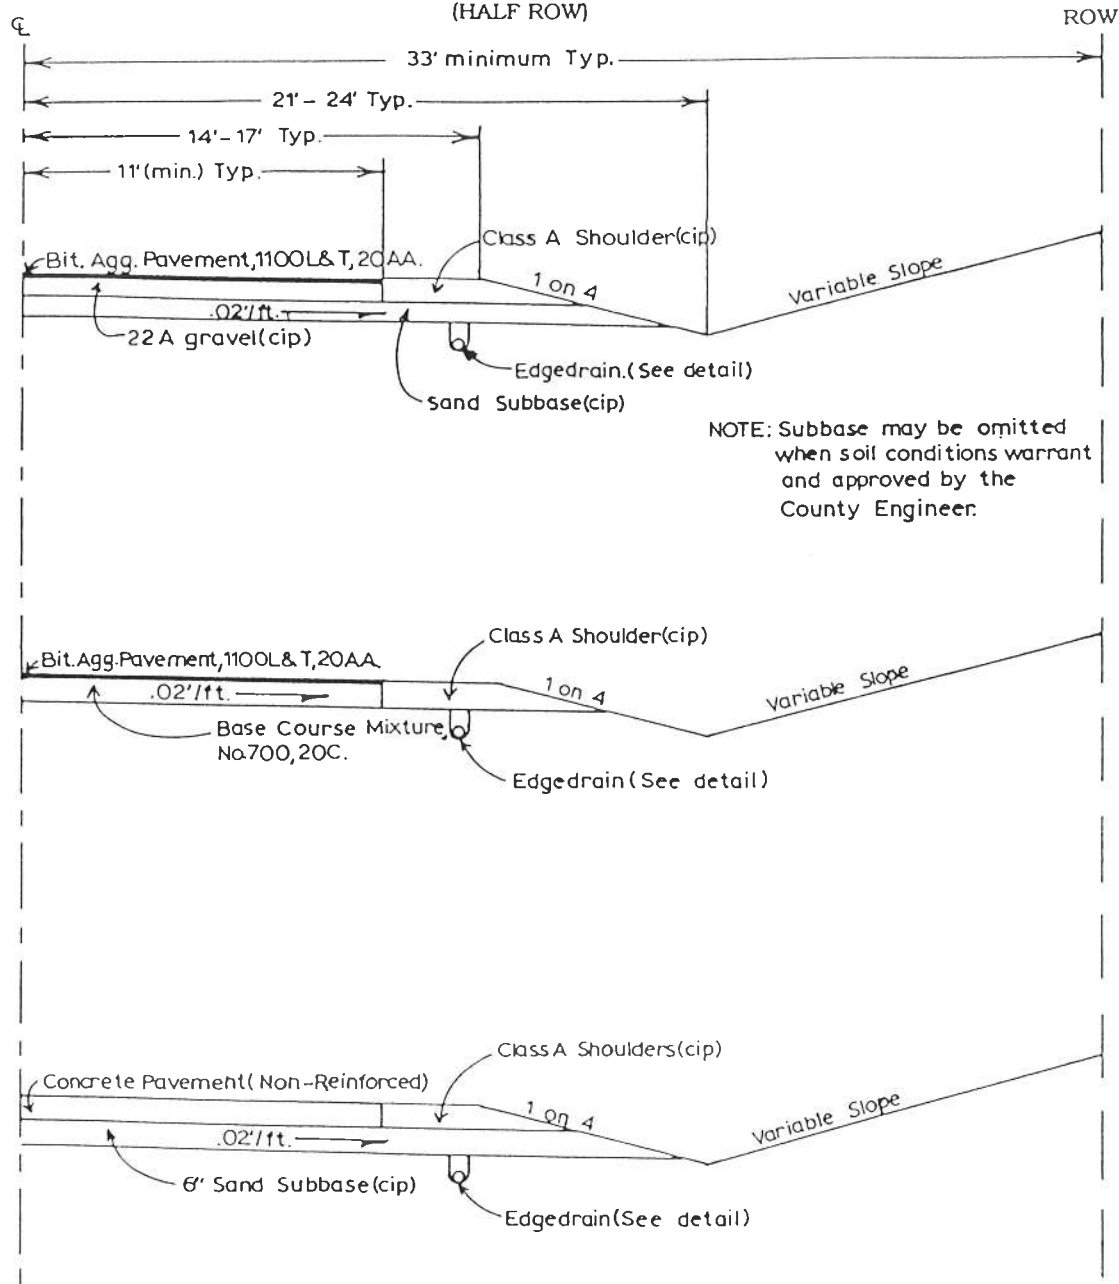 (HALF ROW)
℄
ROW
33' minimum Typ.
21' – 24' Typ.
14'–17' Typ.
11'(min.) Typ.
Class A Shoulder(cip)
Bit. Agg. Pavement,1100L&T, 20AA.
1 on 4
Variable Slope
.02'/ft.
22A gravel(cip)
Edgedrain.(See detail)
Sand Subbase(cip)
NOTE: Subbase may be omitted
when soil conditions warrant
and approved by the
County Engineer.
Class A Shoulder(cip)
Bit. Agg. Pavement,1100L&T,20AA.
1 on 4
Variable Slope
.02'/ft.
Base Course Mixture,
No.700,20C.
Edgedrain(See detail)
Class A Shoulders(cip)
Concrete Pavement(Non-Reinforced)
1 on 4
Variable Slope
.02'/ft.
6" Sand Subbase(cip)
Edgedrain(See detail)